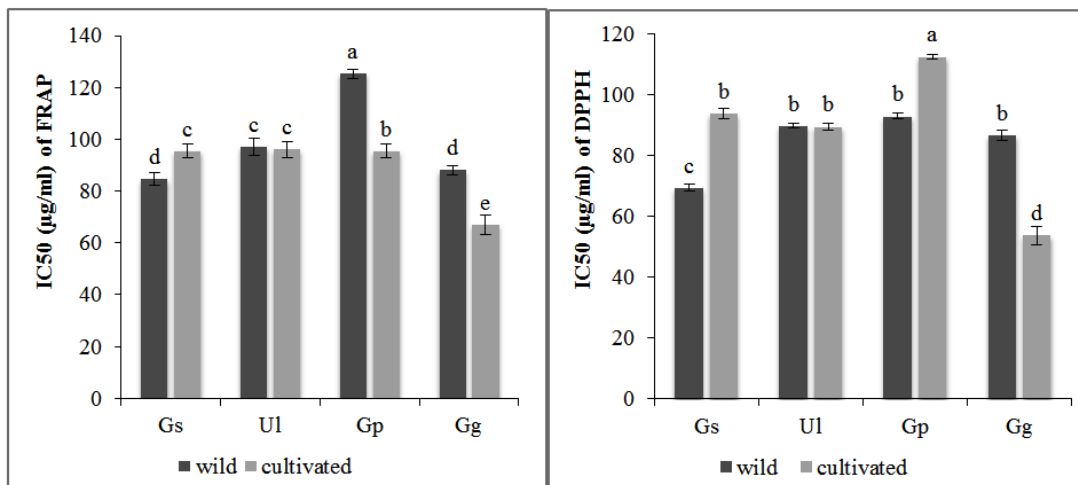 IC50 (µg/ml) of FRAP
140
120
100
80
60
40
20
0
d
c
c
c
a
b
d
e
Gs
Ul
Gp
Gg
wild
cultivated
IC50 (µg/ml) of DPPH
120
100
80
60
40
20
0
c
b
b
b
b
a
b
d
Gs
Ul
Gp
Gg
wild
cultivated